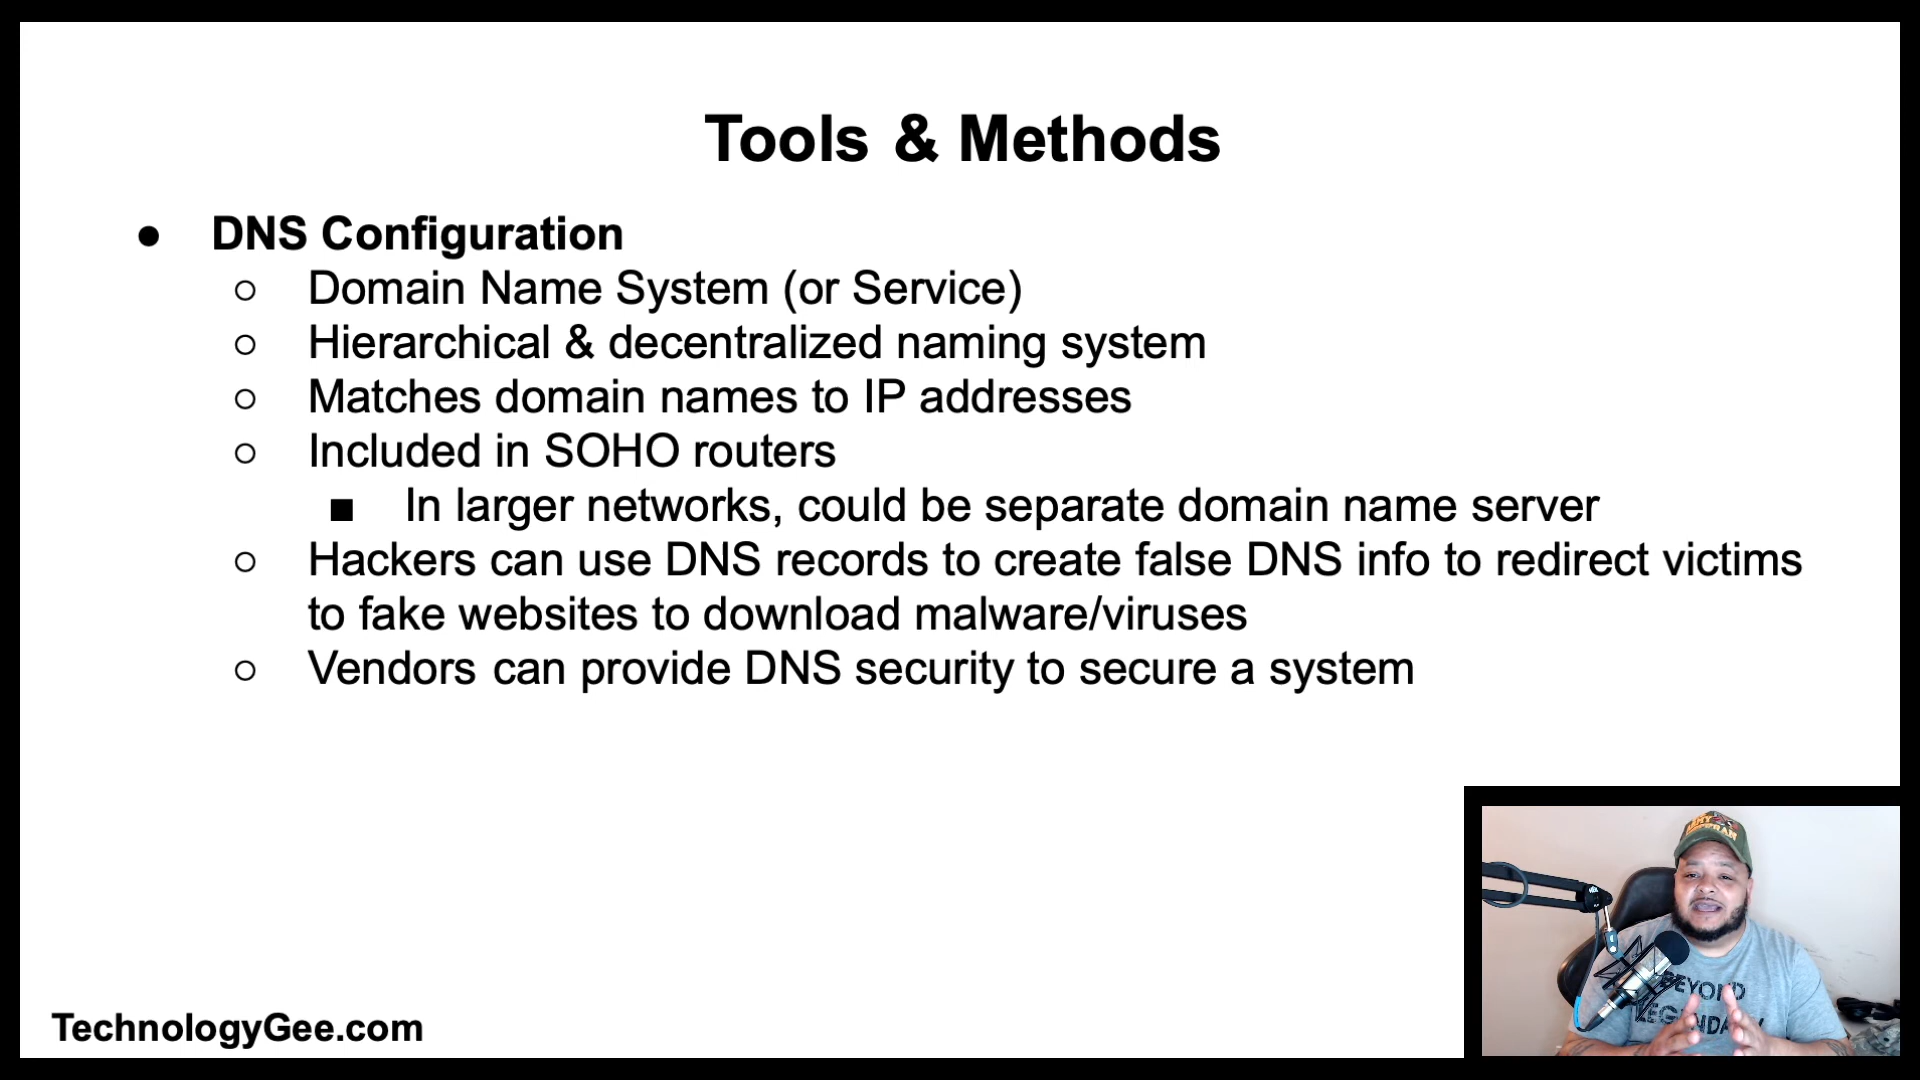 Tools & Methods
● DNS Configuration
○ Domain Name System (or Service)
○ Hierarchical & decentralized naming system
○ Matches domain names to IP addresses
○ Included in SOHO routers
■ In larger networks, could be separate domain name server
○ Hackers can use DNS records to create false DNS info to redirect victims
to fake websites to download malware/viruses
○ Vendors can provide DNS security to secure a system
BEYOND
TechnologyGee.com